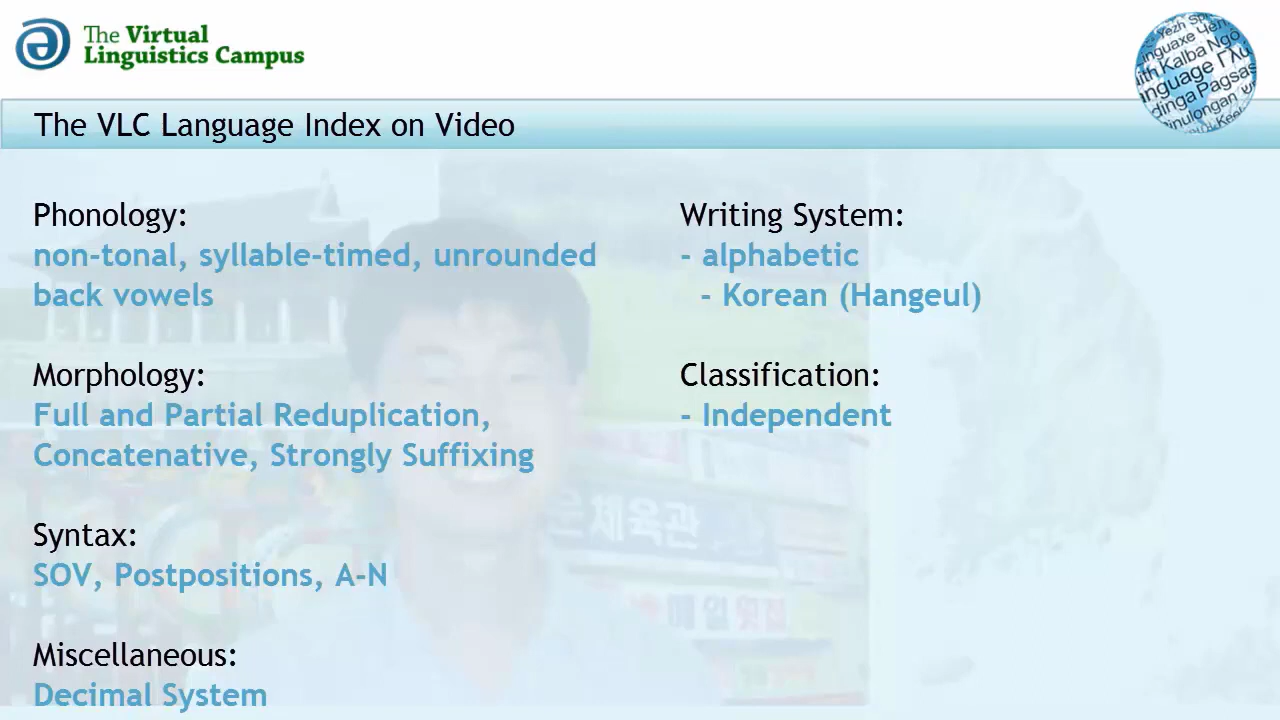 The Virtual
Linguistics Campus
The VLC Language Index on Video
Phonology:
non-tonal, syllable-timed, unrounded
back vowels
Morphology:
Full and Partial Reduplication,
Concatenative, Strongly Suffixing
Syntax:
SOV, Postpositions, A-N
Miscellaneous:
Decimal System
Writing System:
- alphabetic
- Korean (Hangeul)
Classification:
- Independent
체육관